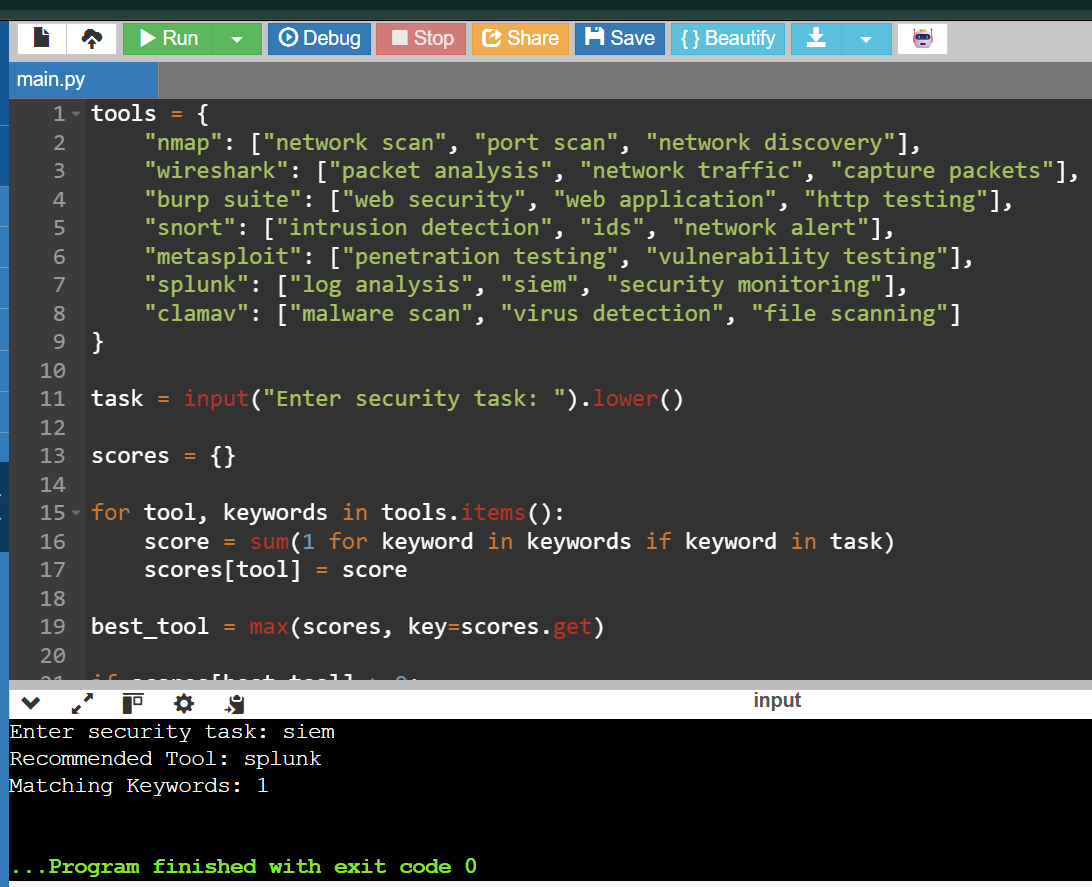 Run Debug Stop Share Save { } Beautify
main.py
1 tools = {
2     "nmap": ["network scan", "port scan", "network discovery"],
3     "wireshark": ["packet analysis", "network traffic", "capture packets"],
4     "burp suite": ["web security", "web application", "http testing"],
5     "snort": ["intrusion detection", "ids", "network alert"],
6     "metasploit": ["penetration testing", "vulnerability testing"],
7     "splunk": ["log analysis", "siem", "security monitoring"],
8     "clamav": ["malware scan", "virus detection", "file scanning"]
9 }
10
11 task = input("Enter security task: ").lower()
12
13 scores = {}
14
15 for tool, keywords in tools.items():
16     score = sum(1 for keyword in keywords if keyword in task)
17     scores[tool] = score
18
19 best_tool = max(scores, key=scores.get)
20
21 if scores[best_tool] > 0:
input
Enter security task: siem
Recommended Tool: splunk
Matching Keywords: 1
...Program finished with exit code 0